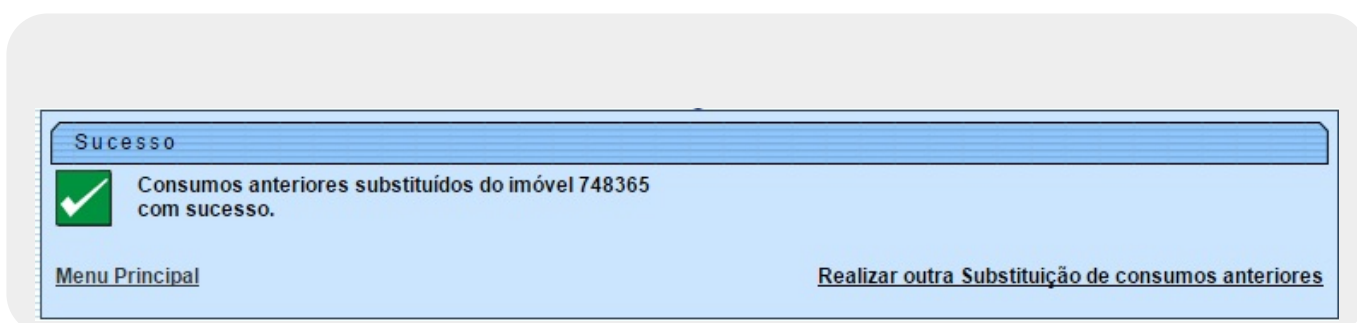 Sucesso
Consumos anteriores substituídos do imóvel 748365
com sucesso.
Menu Principal
Realizar outra Substituição de consumos anteriores